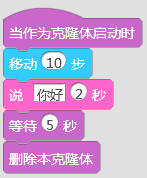 当作为克隆体启动时
移动 10 步
说 你好 2 秒
等待 5 秒
删除本克隆体